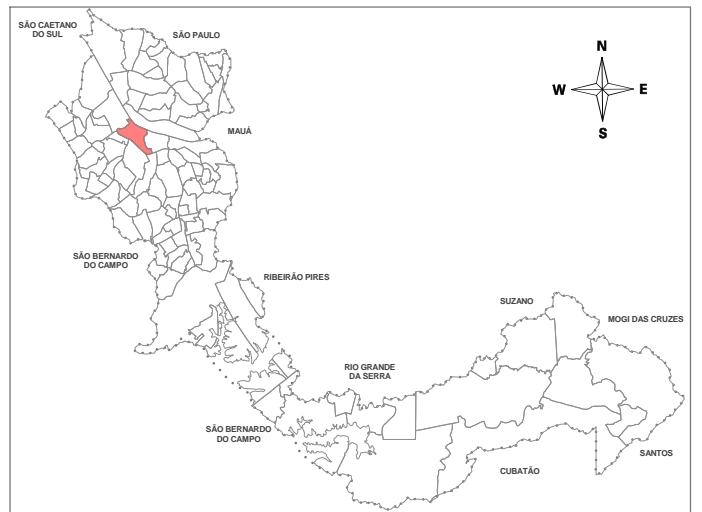 SÃO CAETANO
DO SUL
SÃO PAULO
N
W
E
S
MAUÁ
SÃO BERNARDO
DO CAMPO
RIBEIRÃO PIRES
SUZANO
MOGI DAS CRUZES
RIO GRANDE
DA SERRA
SÃO BERNARDO
DO CAMPO
SANTOS
CUBATÃO